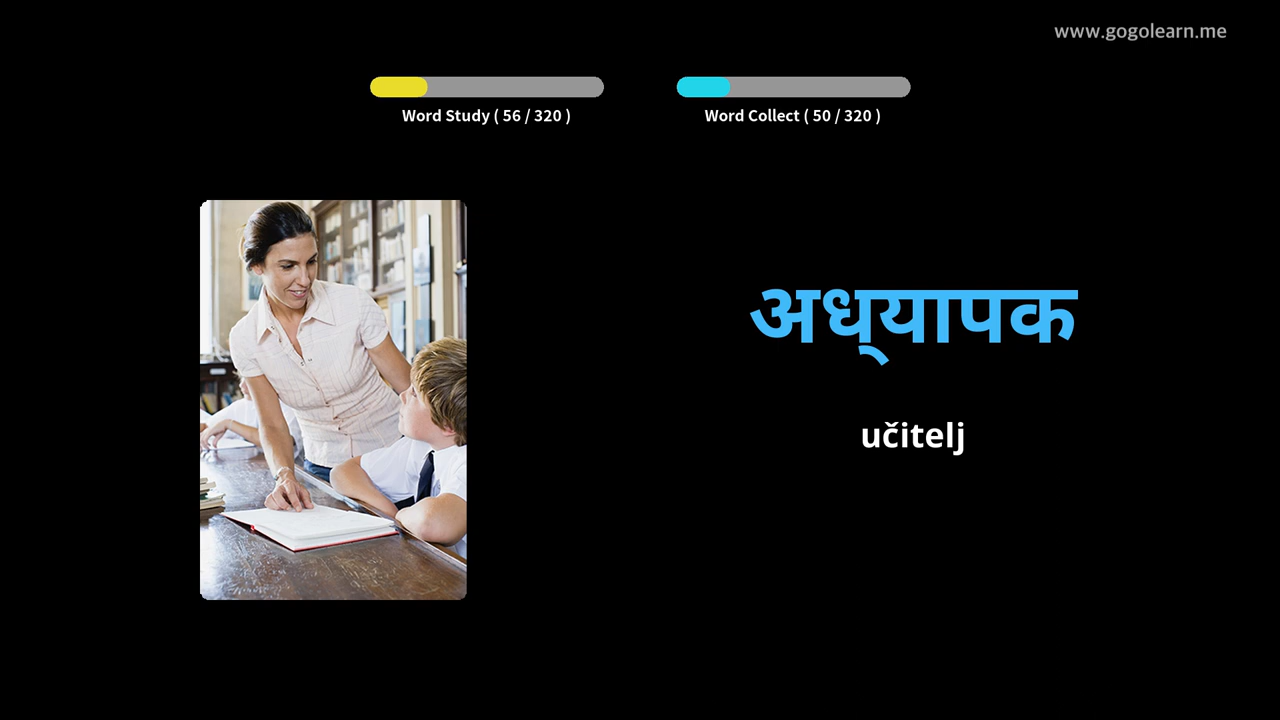 www.gogolearn.me
Word Study ( 56 / 320 )
Word Collect ( 50 / 320 )
अध्यापक
učitelj